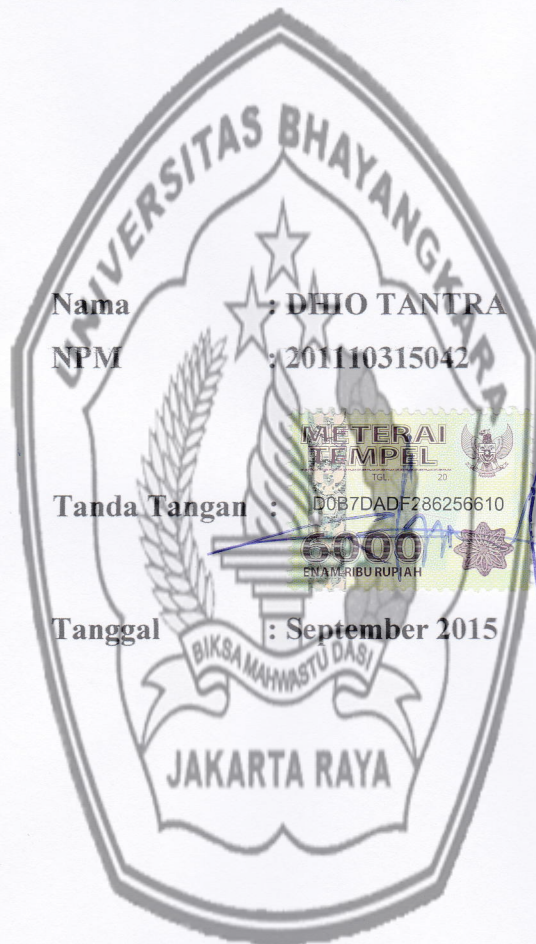 UNIVERSITAS BHAYANGKARA
Nama : DHIO TANTRA
NPM : 201110315042
METERAI
TEMPEL
TGL. 20
Tanda Tangan : D0B7DADF286256610
6000
ENAM RIBU RUPIAH
Tanggal : September 2015
BIKSA MAHWASTU DASI
JAKARTA RAYA